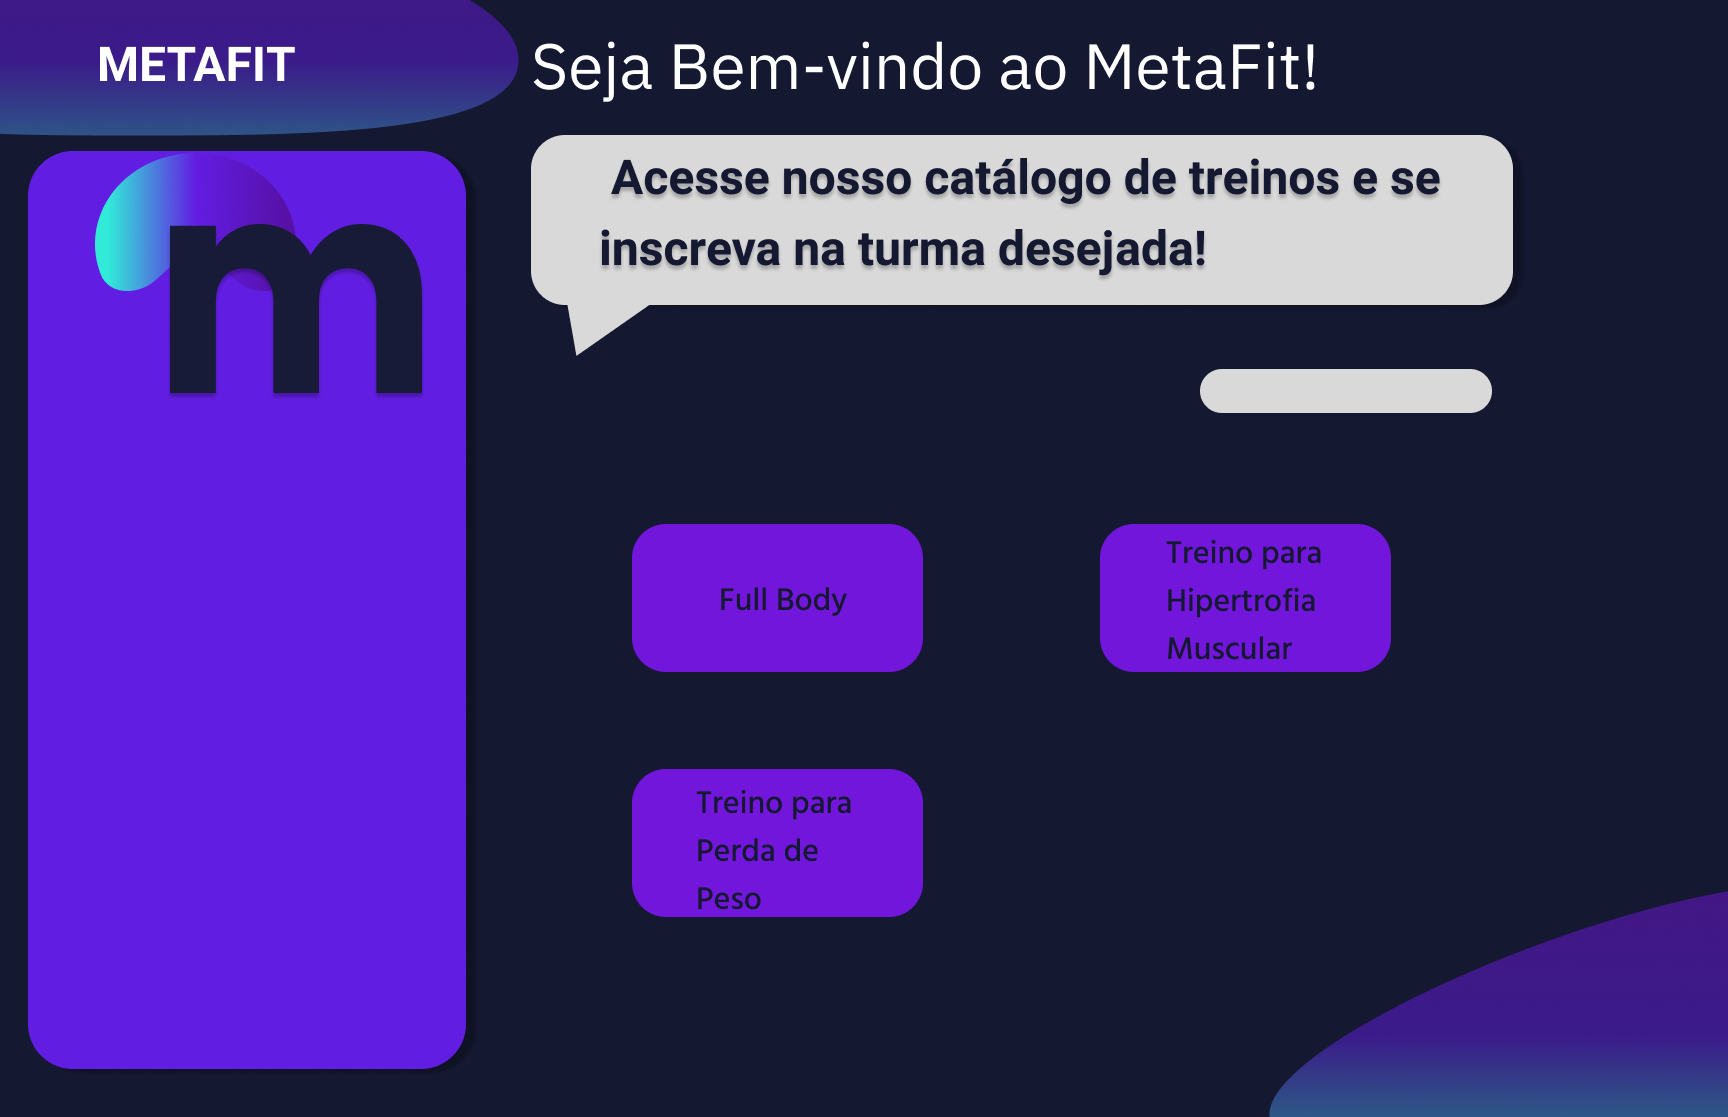 METAFIT
Seja Bem-vindo ao MetaFit!
Acesse nosso catálogo de treinos e se
inscreva na turma desejada!
m
Full Body
Treino para
Hipertrofia
Muscular
Treino para
Perda de
Peso